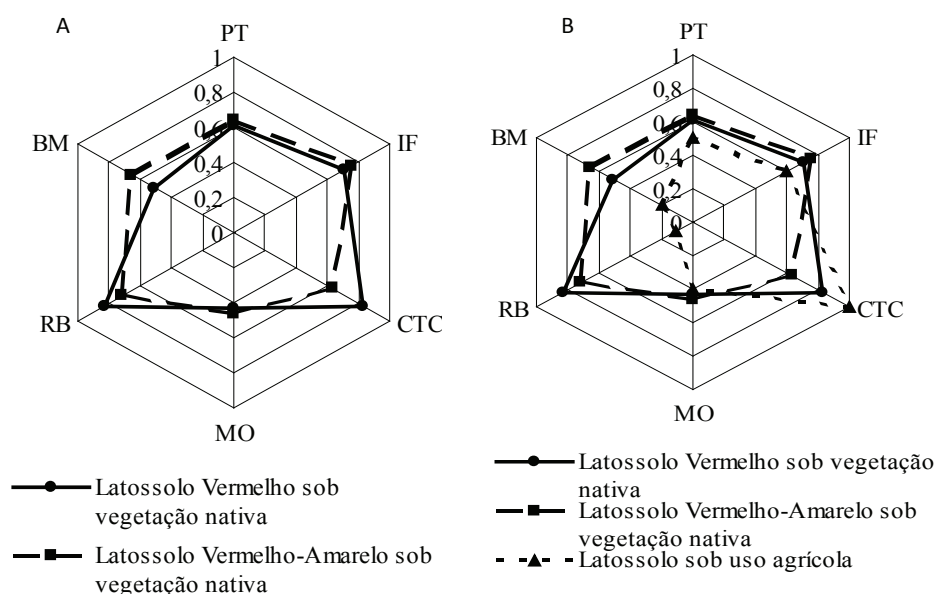 A
PT
1
0,8
0,6
0,4
0,2
0
IF
CTC
MO
RB
BM
Latossolo Vermelho sob
vegetação nativa
Latossolo Vermelho-Amarelo sob
vegetação nativa
B
PT
1
0,8
0,6
0,4
0,2
0
IF
CTC
MO
RB
BM
Latossolo Vermelho sob vegetação
nativa
Latossolo Vermelho-Amarelo sob
vegetação nativa
Latossolo sob uso agrícola